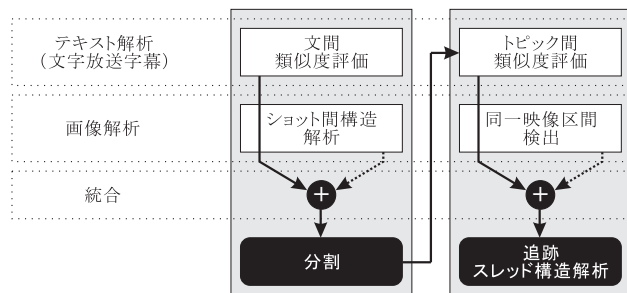 テキスト解析
(文字放送字幕)
文間
類似度評価
トピック間
類似度評価
画像解析
ショット間構造
解析
同一映像区間
検出
統合
+
+
分割
追跡
スレッド構造解析